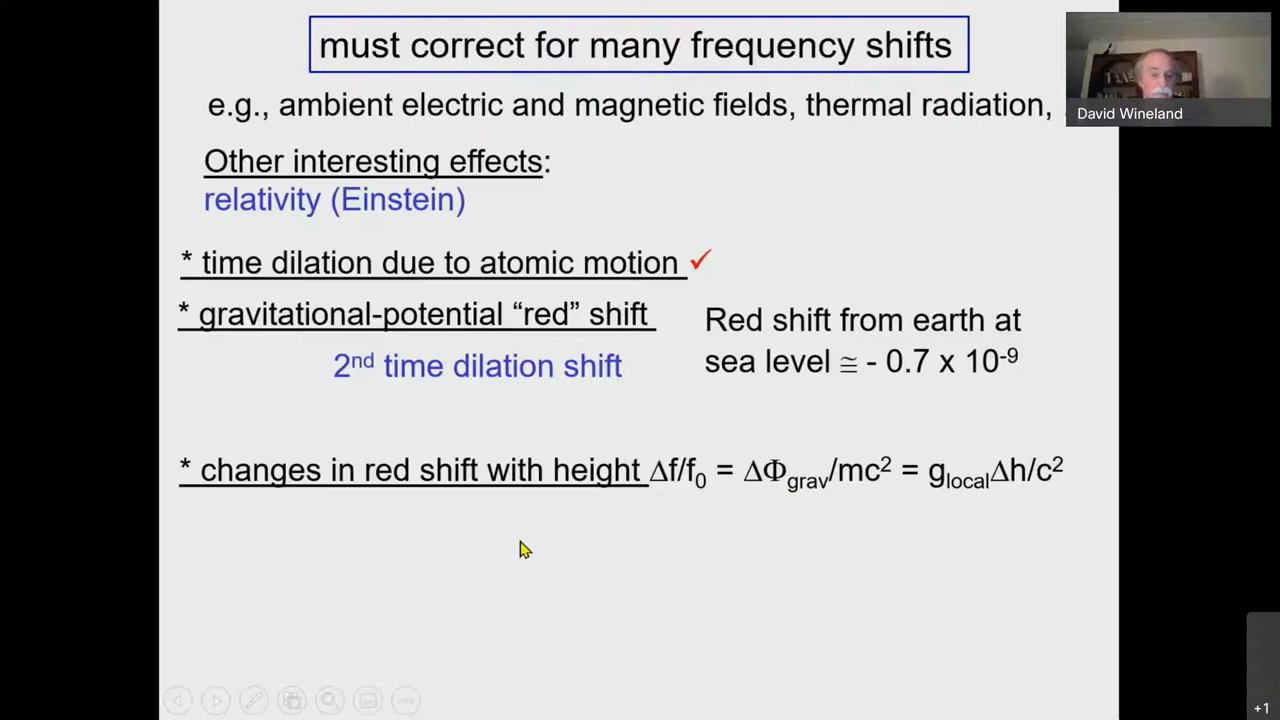 must correct for many frequency shifts
e.g., ambient electric and magnetic fields, thermal radiation,
David Wineland
Other interesting effects:
relativity (Einstein)
* time dilation due to atomic motion ✓
* gravitational-potential “red” shift
Red shift from earth at
sea level ≅ - 0.7 x 10⁻⁹
2nd time dilation shift
* changes in red shift with height Δf/f₀ = ΔΦgrav/mc² = glocalΔh/c²
+1